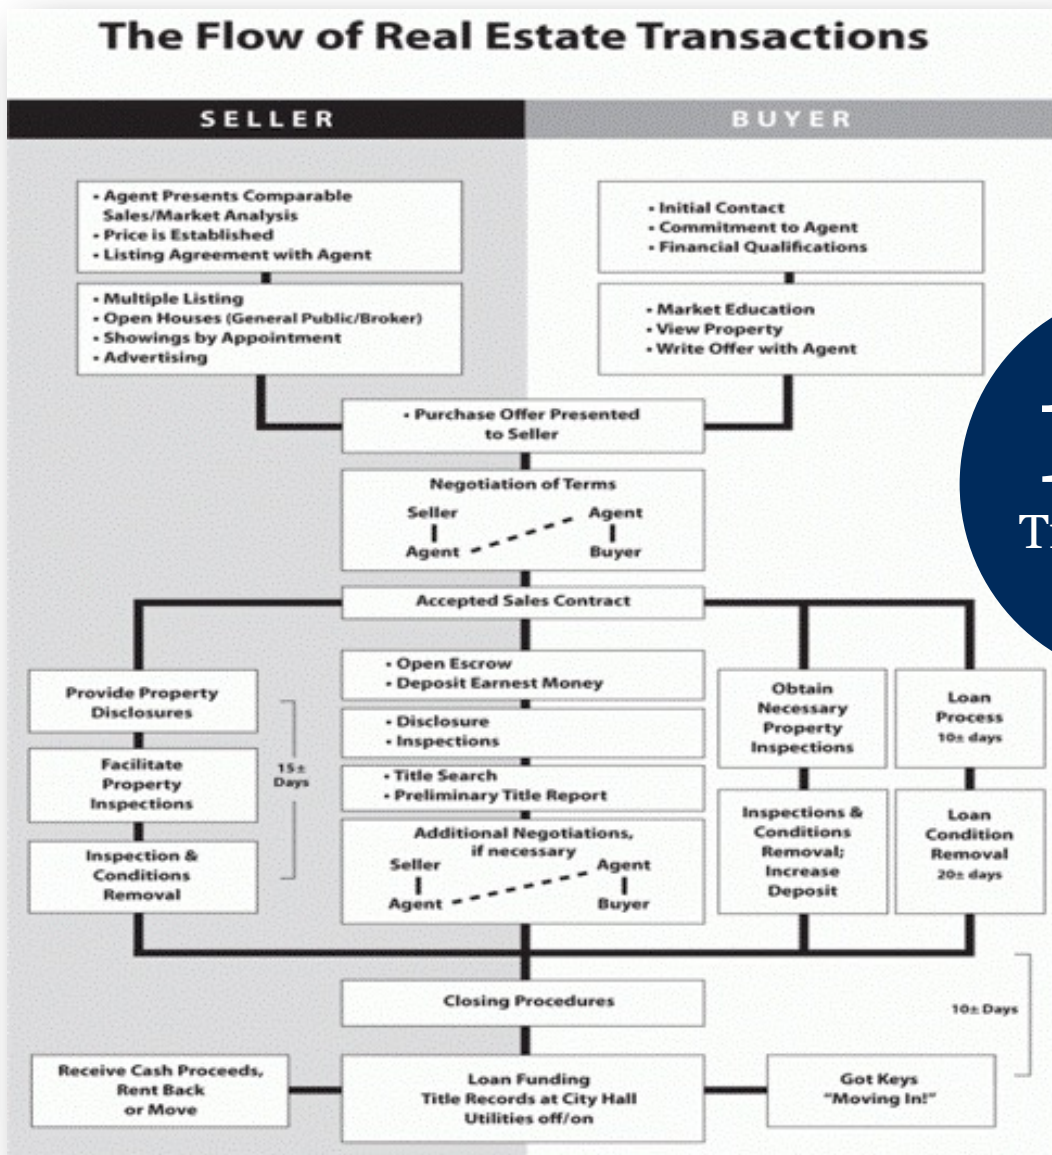 The Flow of Real Estate Transactions
SELLER
BUYER
• Agent Presents Comparable
Sales/Market Analysis
• Price is Established
• Listing Agreement with Agent
• Initial Contact
• Commitment to Agent
• Financial Qualifications
• Multiple Listing
• Open Houses (General Public/Broker)
• Showings by Appointment
• Advertising
• Market Education
• View Property
• Write Offer with Agent
• Purchase Offer Presented
to Seller
Negotiation of Terms
Seller
Agent
Agent
Buyer
Accepted Sales Contract
Provide Property
Disclosures
Facilitate
Property
Inspections
Inspection &
Conditions
Removal
15±
Days
• Open Escrow
• Deposit Earnest Money
• Disclosure
• Inspections
• Title Search
• Preliminary Title Report
Additional Negotiations,
if necessary
Seller
Agent
Agent
Buyer
Obtain
Necessary
Property
Inspections
Inspections &
Conditions
Removal;
Increase
Deposit
Loan
Process
10± days
Loan
Condition
Removal
20± days
Closing Procedures
10± Days
Receive Cash Proceeds,
Rent Back
or Move
Loan Funding
Title Records at City Hall
Utilities off/on
Got Keys
"Moving In!"